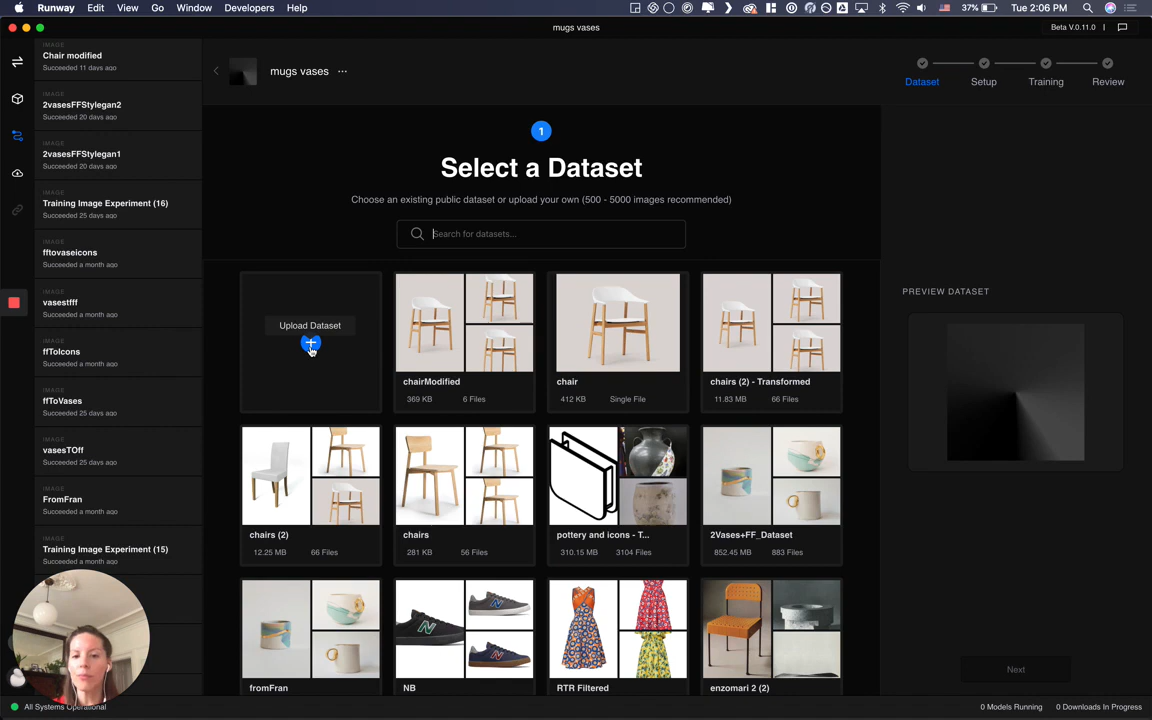 Runway File Edit View Go Window Developers Help
37% Tue 2:06 PM
mugs vases
Beta V.0.11.0
IMAGE
Chair modified
Succeeded 11 days ago
IMAGE
2vasesFFStylegan2
Succeeded 20 days ago
IMAGE
2vasesFFStylegan1
Succeeded 20 days ago
IMAGE
Training Image Experiment (16)
Succeeded 25 days ago
IMAGE
fftovaseicons
Succeeded a month ago
IMAGE
vasestfff
Succeeded a month ago
IMAGE
ffToIcons
Succeeded a month ago
IMAGE
ffToVases
Succeeded 25 days ago
IMAGE
vasesTOff
Succeeded 25 days ago
IMAGE
FromFran
Succeeded a month ago
IMAGE
Training Image Experiment (15)
Succeeded a month ago
mugs vases ...
Dataset Setup Training Review
1
Select a Dataset
Choose an existing public dataset or upload your own (500 - 5000 images recommended)
Search for datasets...
Upload Dataset
chairModified
369 KB 6 Files
chair
412 KB Single File
chairs (2) - Transformed
11.83 MB 66 Files
chairs (2)
12.25 MB 66 Files
chairs
281 KB 56 Files
pottery and icons - T...
310.15 MB 3104 Files
2Vases+FF_Dataset
852.45 MB 883 Files
fromFran
NB
RTR Filtered
enzomari 2 (2)
PREVIEW DATASET
Next
All Systems Operational
0 Models Running 0 Downloads In Progress